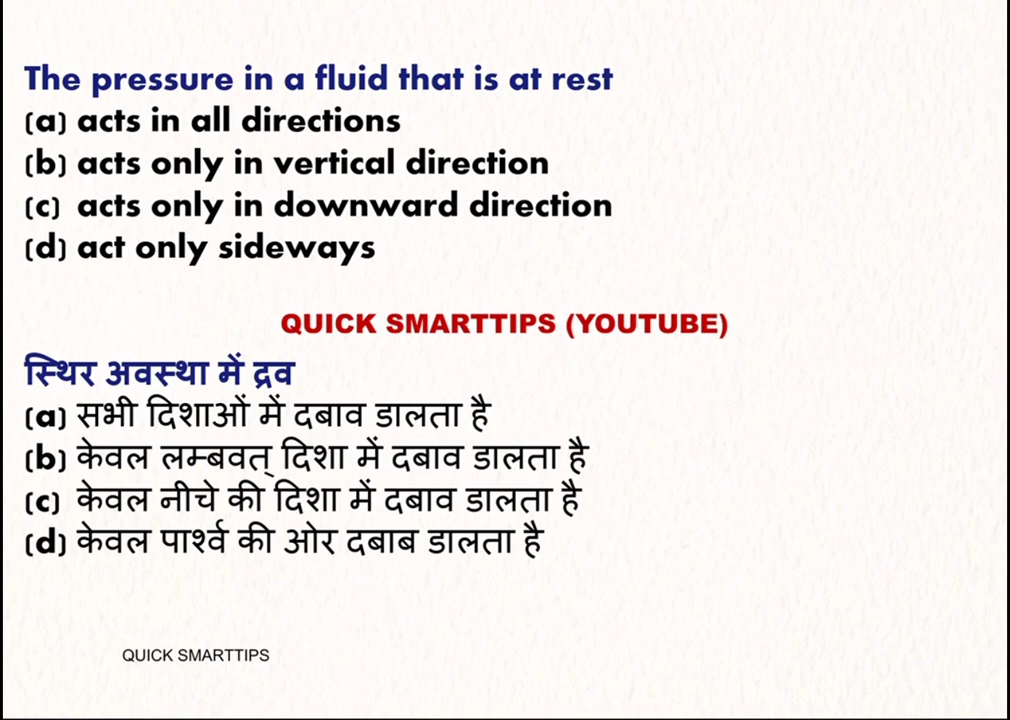 The pressure in a fluid that is at rest
(a) acts in all directions
(b) acts only in vertical direction
(c) acts only in downward direction
(d) act only sideways
QUICK SMARTTIPS (YOUTUBE)
स्थिर अवस्था में द्रव
(a) सभी दिशाओं में दबाव डालता है
(b) केवल लम्बवत् दिशा में दबाव डालता है
(c) केवल नीचे की दिशा में दबाव डालता है
(d) केवल पार्श्व की ओर दबाब डालता है
QUICK SMARTTIPS